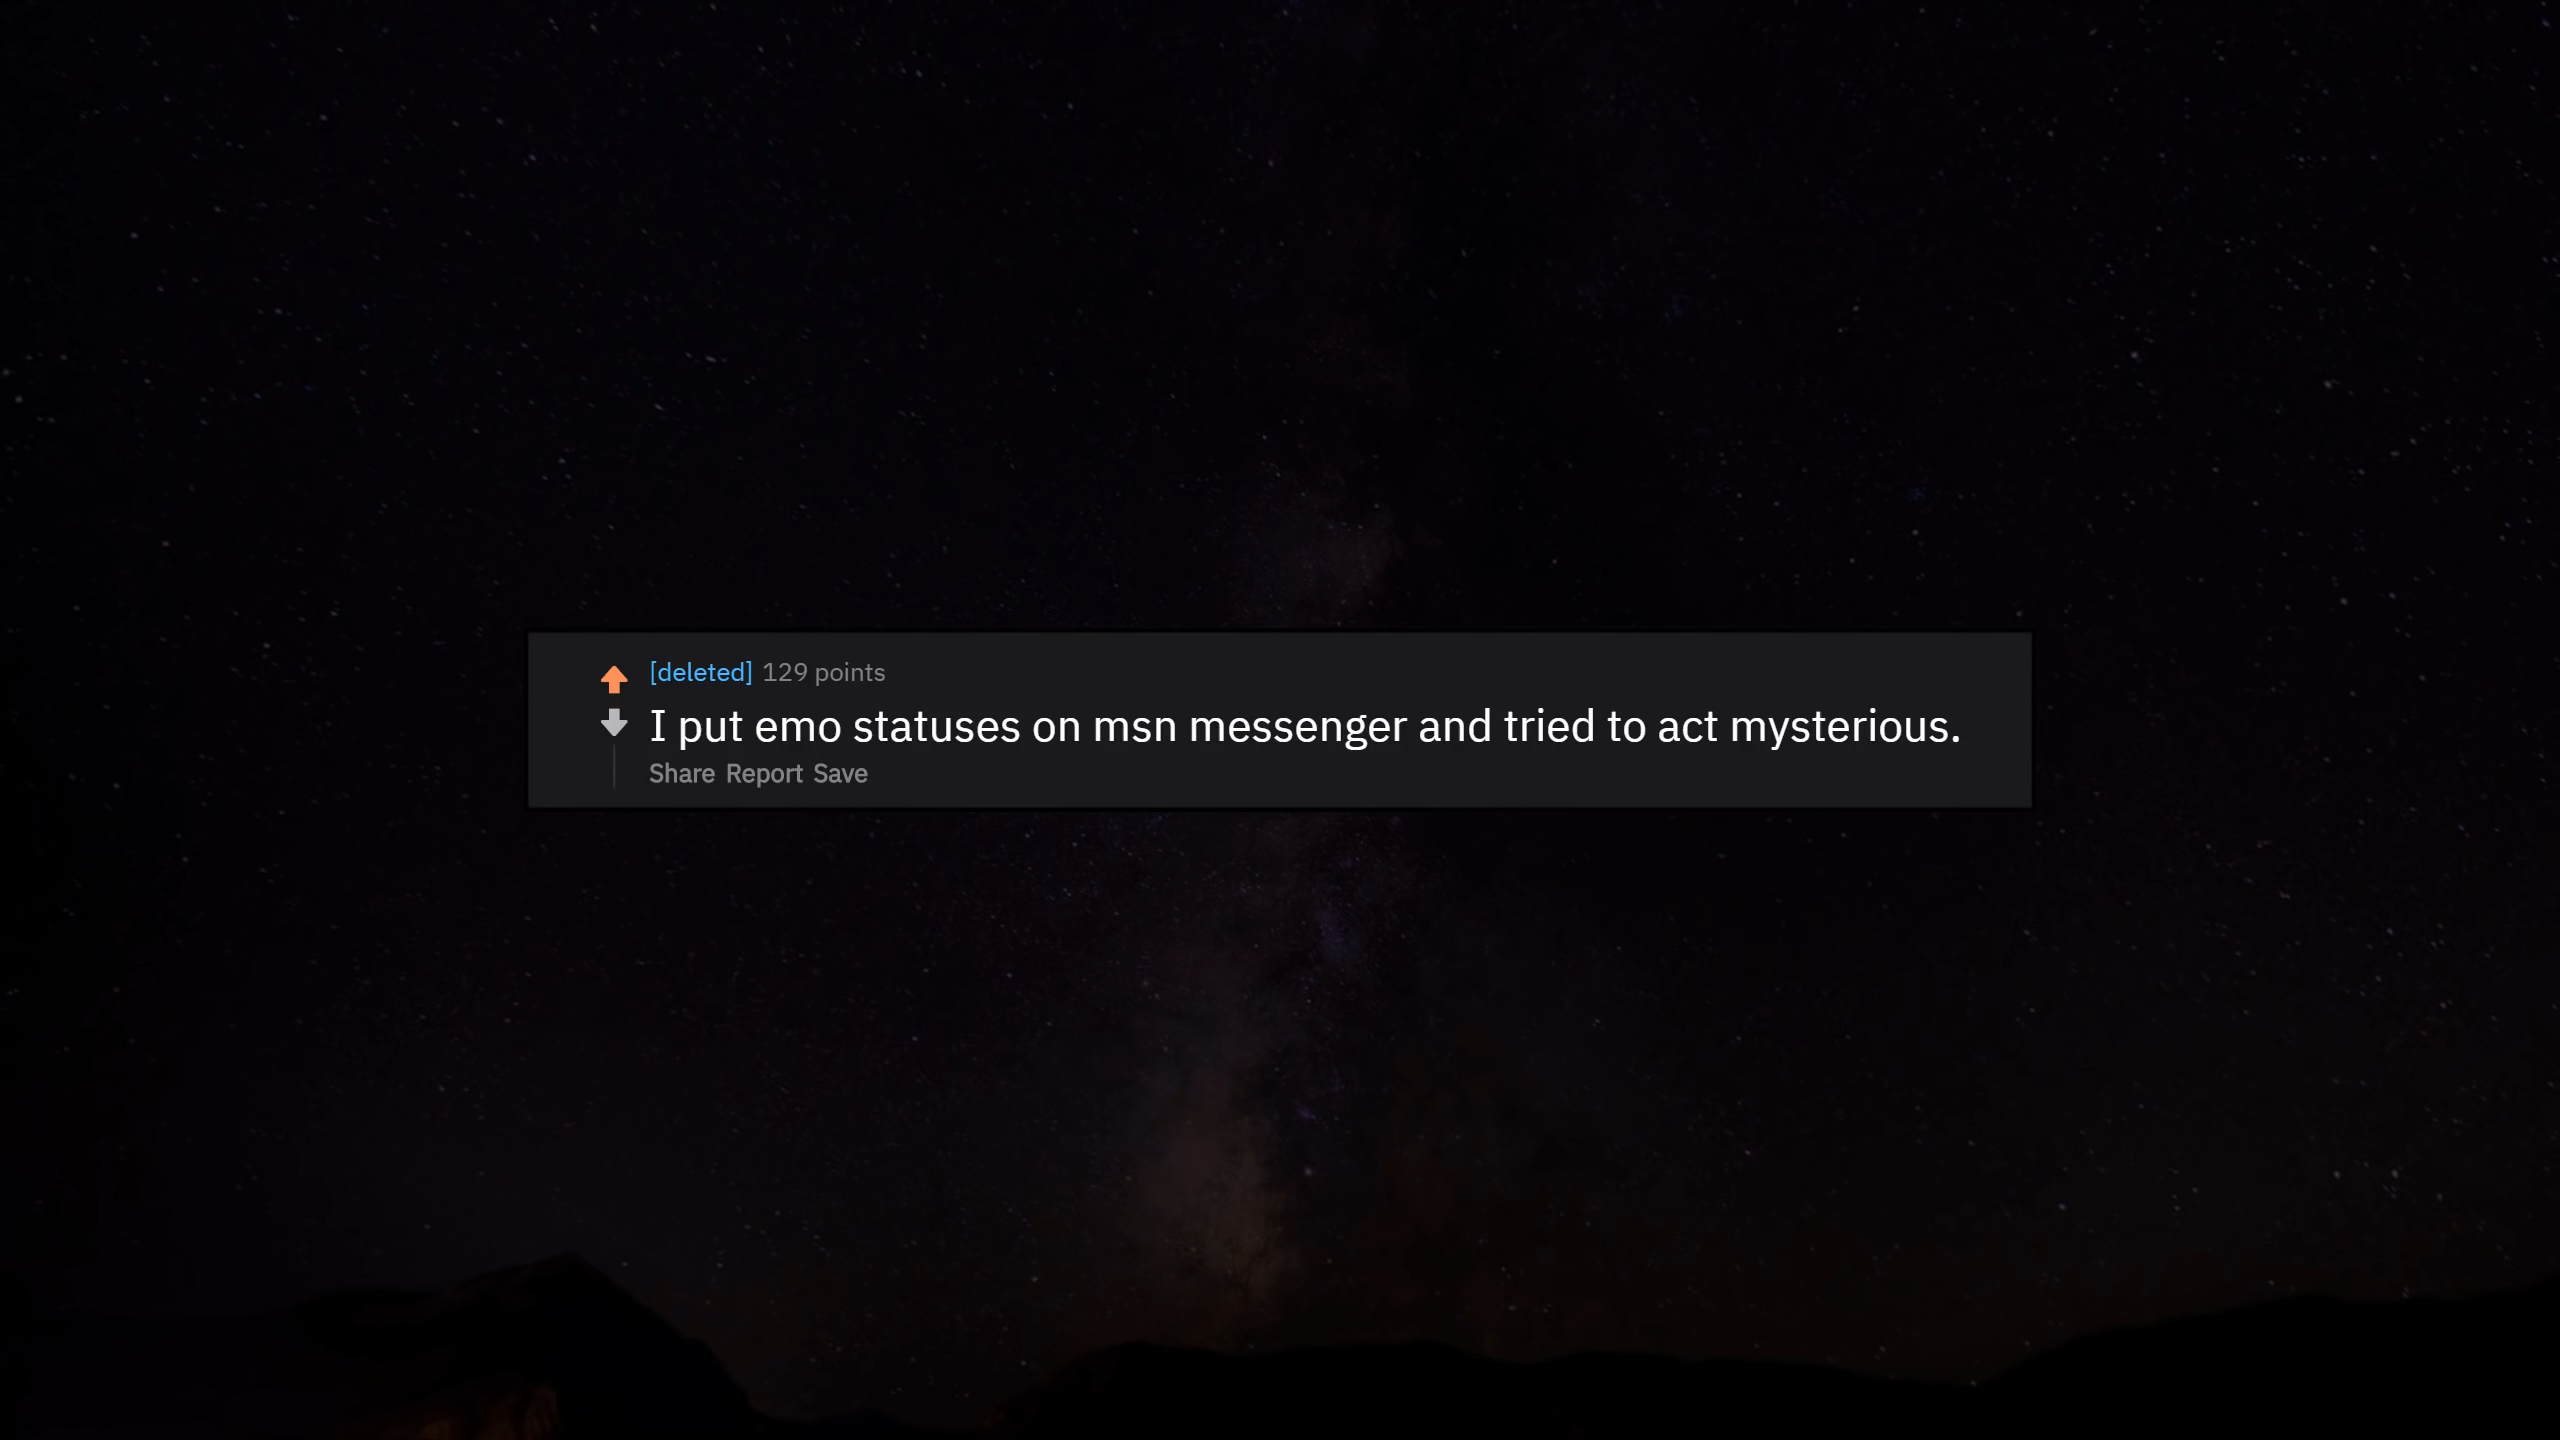 [deleted] 129 points
I put emo statuses on msn messenger and tried to act mysterious.
Share Report Save